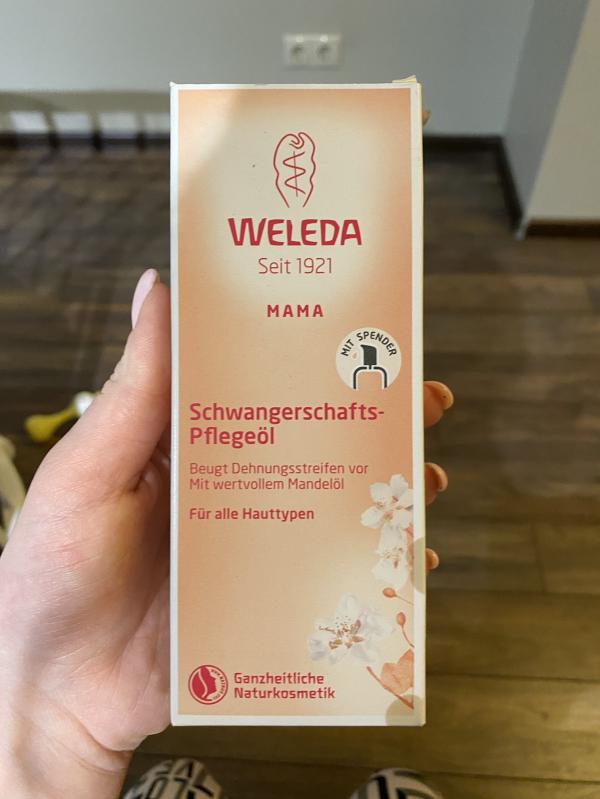 WELEDA
Seit 1921
MAMA
MIT SPENDER
Schwangerschafts-
Pflegeöl
Beugt Dehnungsstreifen vor
Mit wertvollem Mandelöl
Für alle Hauttypen
Ganzheitliche
Naturkosmetik